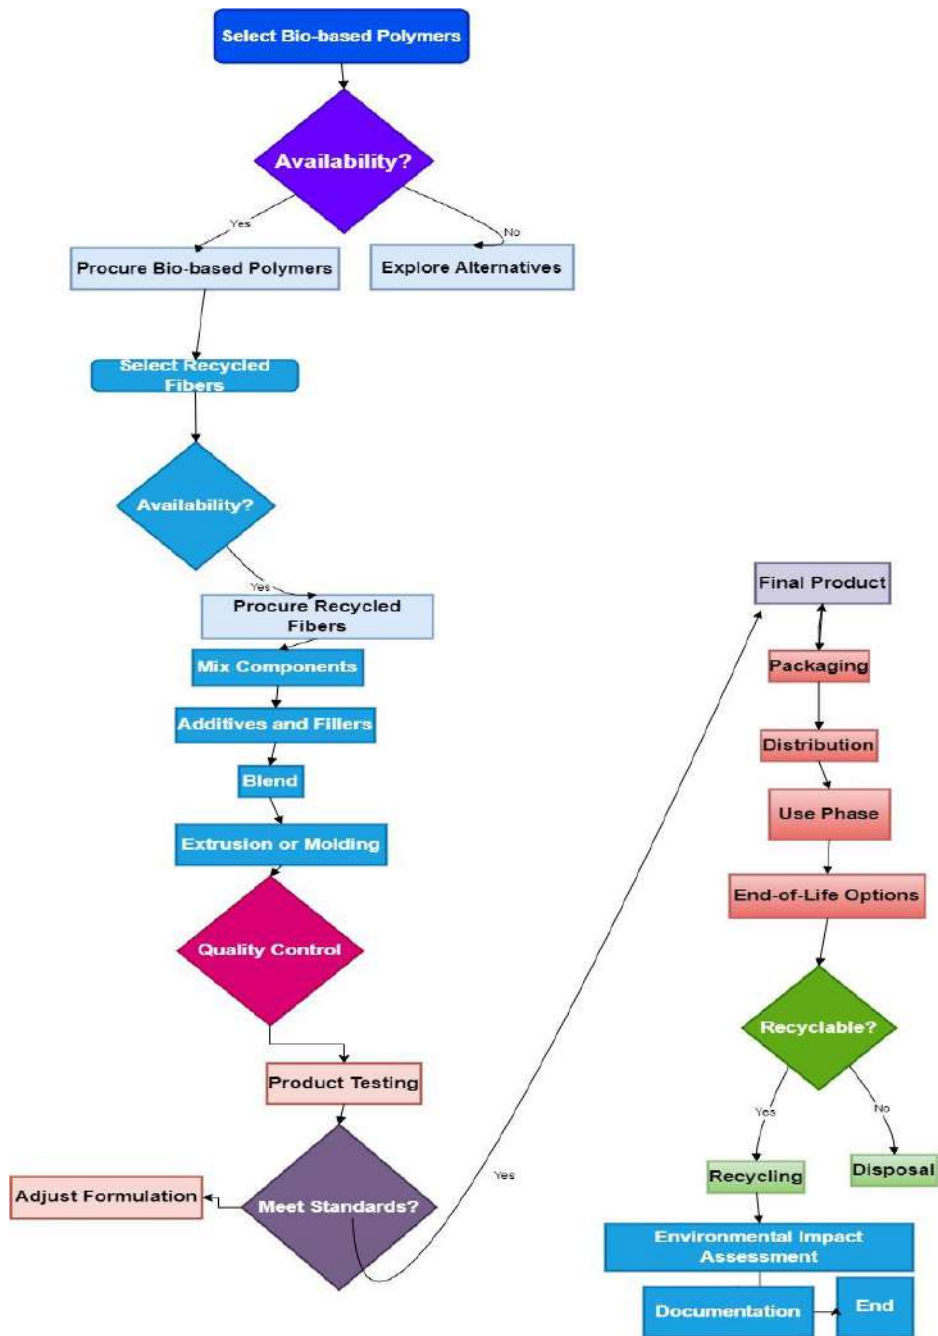 Select Bio-based Polymers
Availability?
Yes
No
Procure Bio-based Polymers
Explore Alternatives
Select Recycled
Fibers
Availability?
Yes
Procure Recycled
Fibers
Mix Components
Additives and Fillers
Blend
Extrusion or Molding
Quality Control
Product Testing
Meet Standards?
Adjust Formulation
Yes
Final Product
Packaging
Distribution
Use Phase
End-of-Life Options
Recyclable?
Yes
No
Recycling
Disposal
Environmental Impact
Assessment
Documentation
End